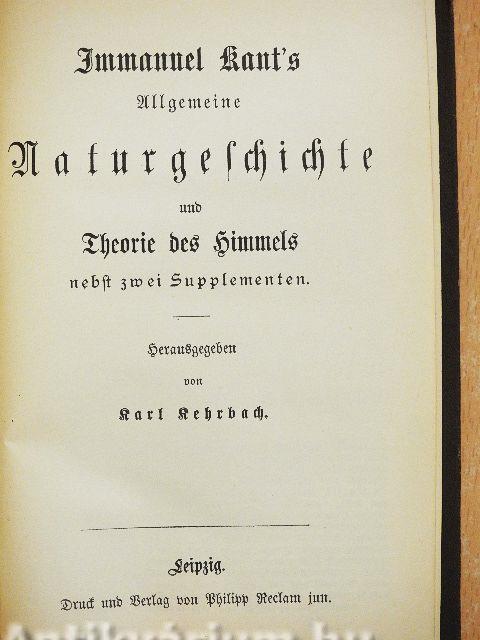 Immanuel Kant's
Allgemeine
Naturgeschichte
und
Theorie des Himmels
nebst zwei Supplementen.
Herausgegeben
von
Karl Kehrbach.
Leipzig.
Druck und Verlag von Philipp Reclam jun.